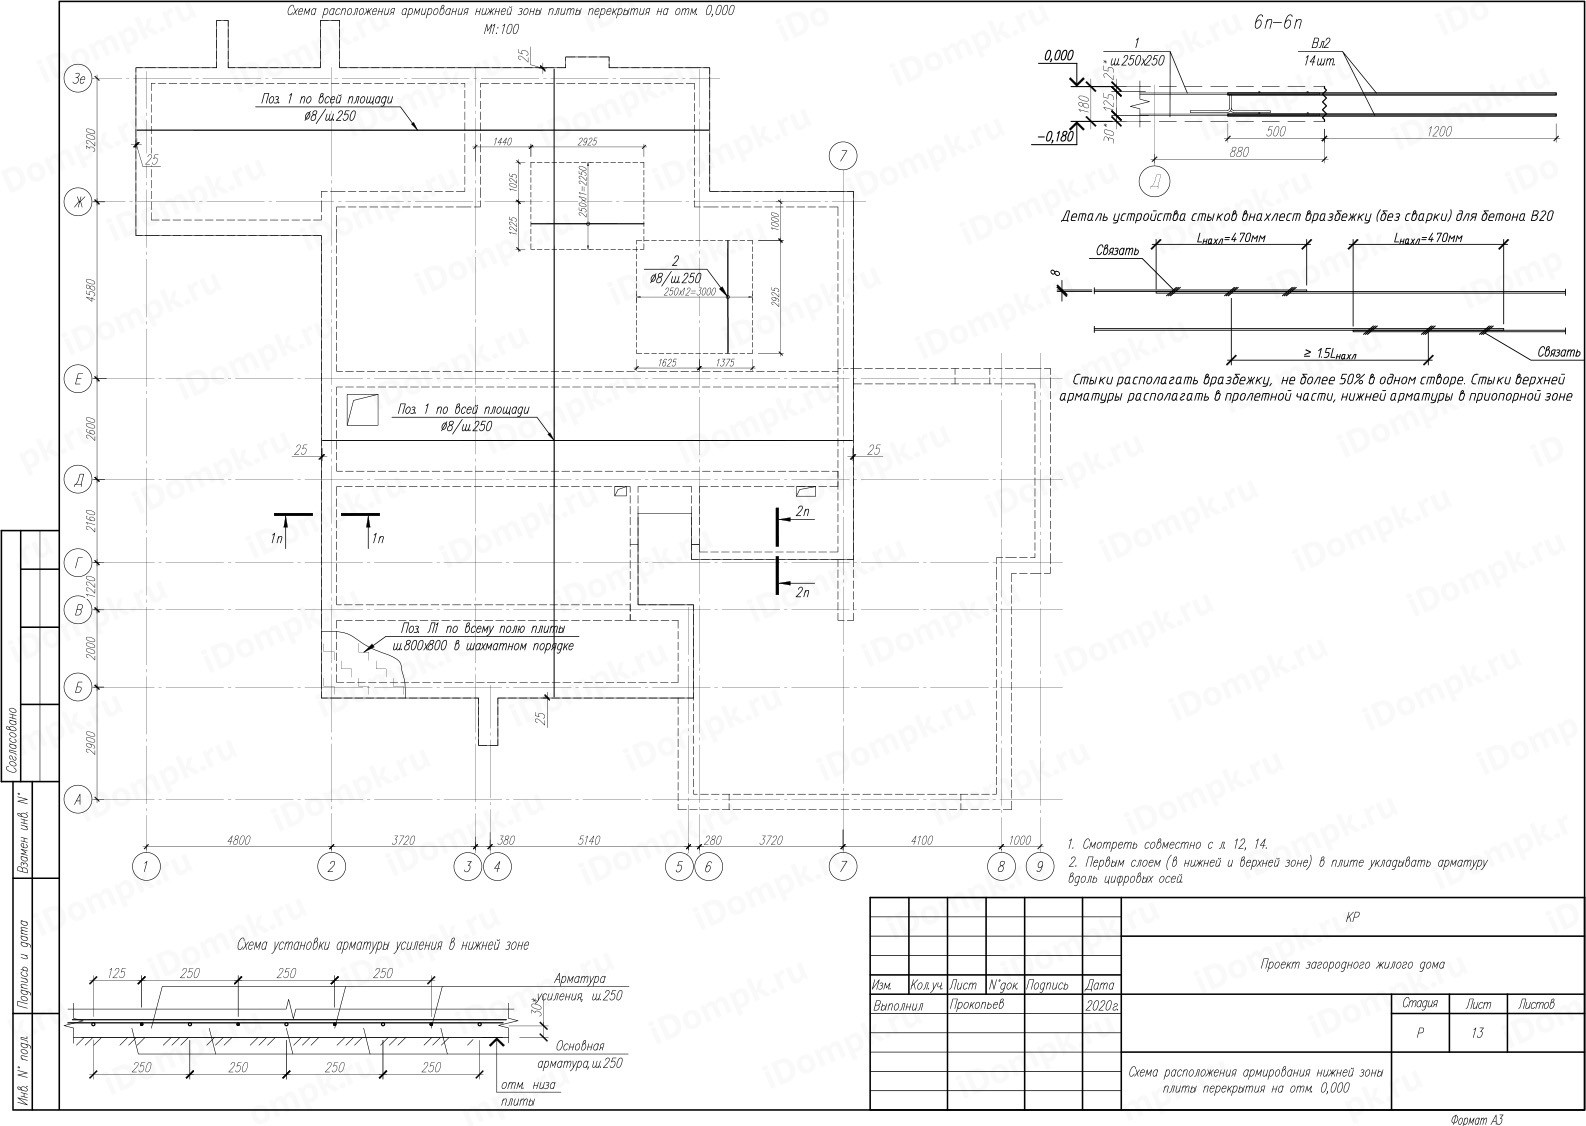 Схема расположения армирования нижней зоны плиты перекрытия на отм. 0,000
М1:100
25
Поз. 1 по всей площади
Ø8/ш.250
25
1440
2925
1025
1225
250х11=2250
1000
2
Ø8/ш.250
250х12=3000
2925
1625
1375
Поз. 1 по всей площади
Ø8/ш.250
25
25
1п
1п
2п
2п
Поз. Л1 по всему полю плиты
ш.800х800 в шахматном порядке
25
Зе
3200
Ж
4580
Е
2600
Д
2160
Г
1220
В
2000
Б
2900
А
7
4800
3720
380
5140
280
3720
4100
1000
1
2
3
4
5
6
7
8
9
6п-6п
0,000
1
ш.250х250
Вл2
14шт.
25*
180
125
30*
-0,180
500
1200
880
Д
Деталь устройства стыков внахлест вразбежку (без сварки) для бетона В20
Lнахл=470мм
Lнахл=470мм
Связать
8
≥ 1.5Lнахл
Связать
Стыки располагать вразбежку, не более 50% в одном створе. Стыки верхней
арматуры располагать в пролетной части, нижней арматуры в приопорной зоне
1. Смотреть совместно с л. 12, 14.
2. Первым слоем (в нижней и верхней зоне) в плите укладывать арматуру
вдоль цифровых осей.
Схема установки арматуры усиления в нижней зоне
125
250
250
250
Арматура
усиления, ш.250
30*
Основная
арматура, ш.250
250
250
250
250
отм. низа
плиты
Согласовано
Взамен инв. N°
Подпись и дата
Инв. N° подл.
КР
Проект загородного жилого дома
Изм.
Кол.уч.
Лист
N°док.
Подпись
Дата
Выполнил
Прокопьев
2020г.
Стадия
Лист
Листов
Р
13
Схема расположения армирования нижней зоны
плиты перекрытия на отм. 0,000
Формат А3
iDompk.ru